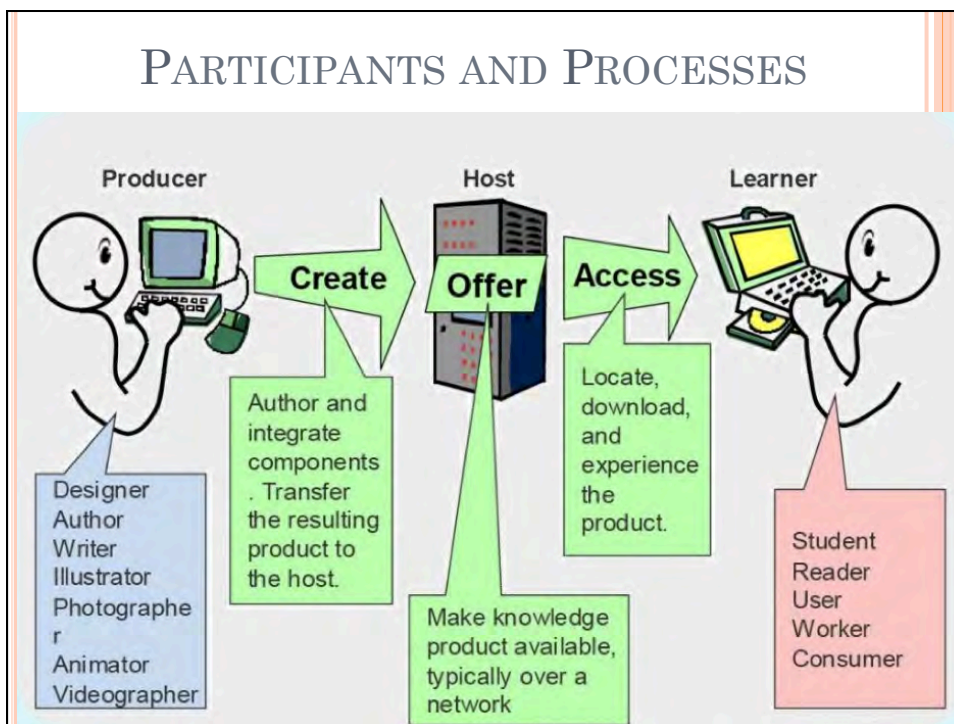 PARTICIPANTS AND PROCESSES
Producer
Host
Learner
Create
Offer
Access
Author and
integrate
components
. Transfer
the resulting
product to
the host.
Locate,
download,
and
experience
the
product.
Designer
Author
Writer
Illustrator
Photographe
r
Animator
Videographer
Make knowledge
product available,
typically over a
network
Student
Reader
User
Worker
Consumer